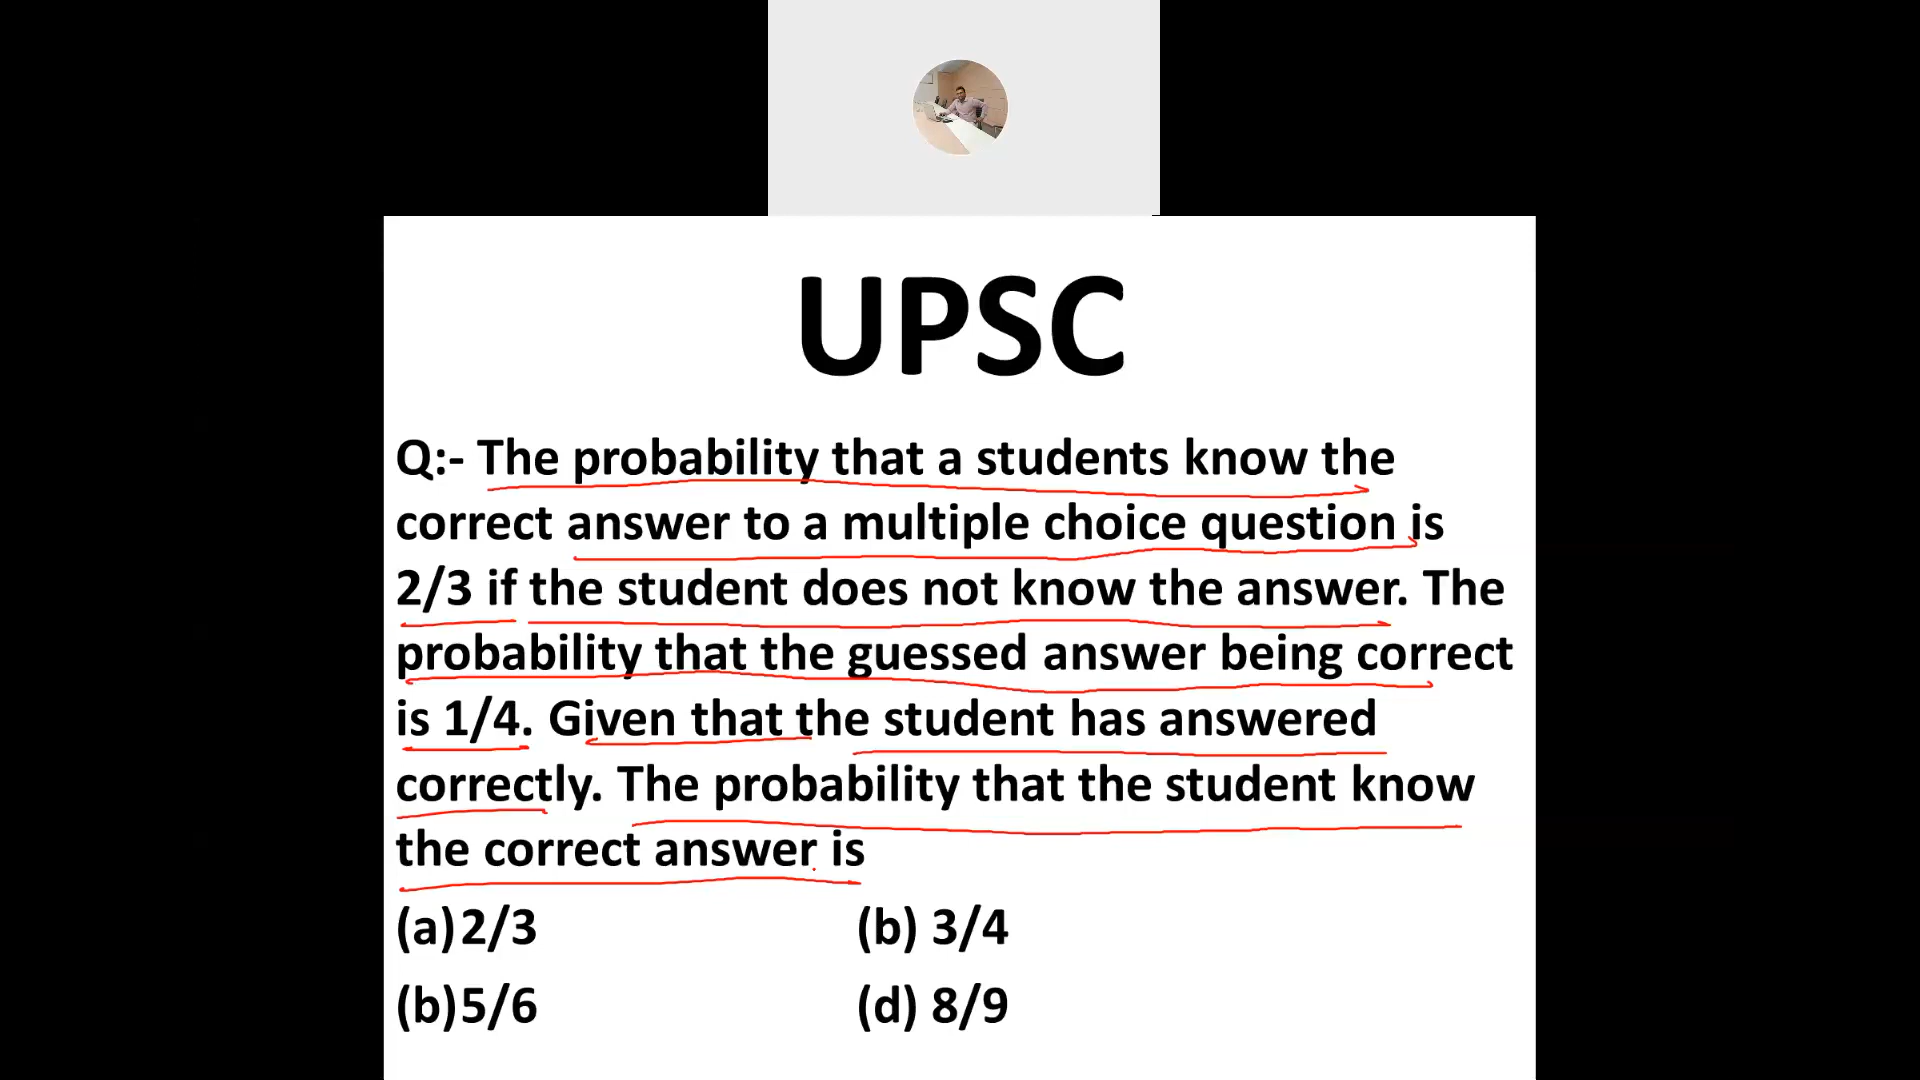 UPSC
Q:- The probability that a students know the
correct answer to a multiple choice question is
2/3 if the student does not know the answer. The
probability that the guessed answer being correct
is 1/4. Given that the student has answered
correctly. The probability that the student know
the correct answer is
(a)2/3 (b) 3/4
(b)5/6 (d) 8/9